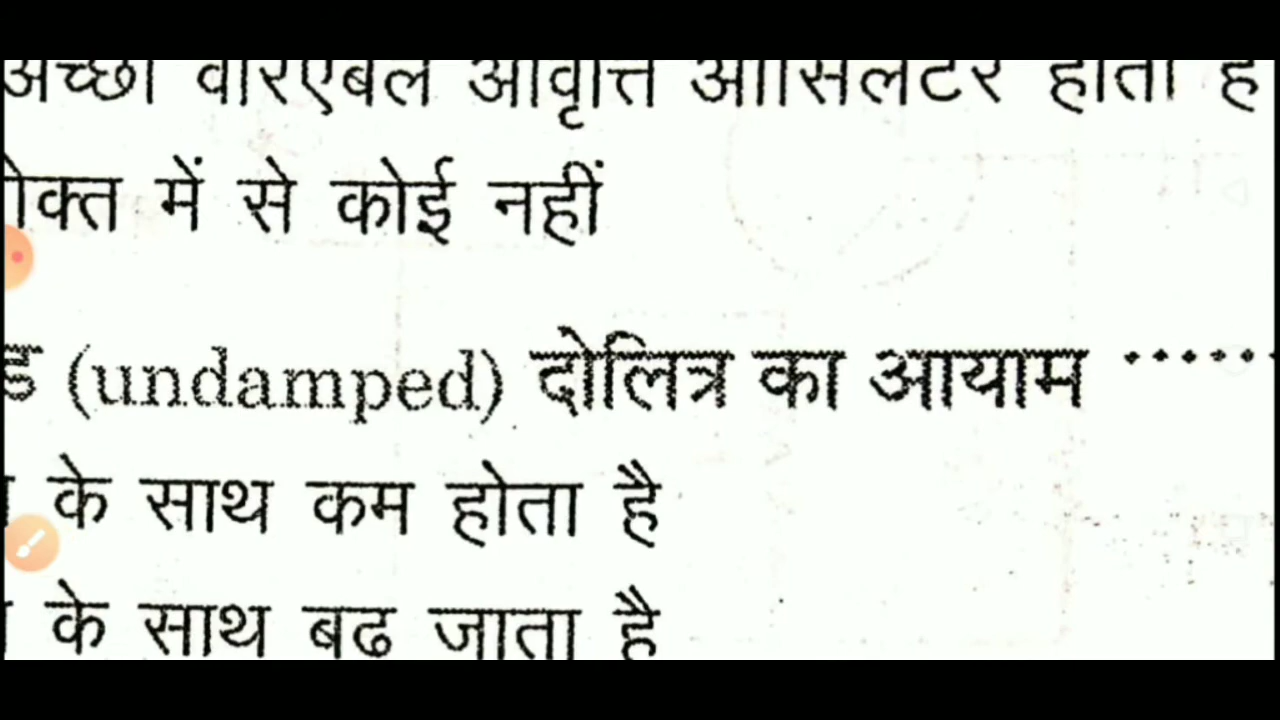 अच्छा वारिएबल आवृत्ति ऑसिलेटर होता है
में से कोई नहीं
(undamped) दोलित्र का आयाम ......
के साथ कम होता है
के साथ बढ जाता है